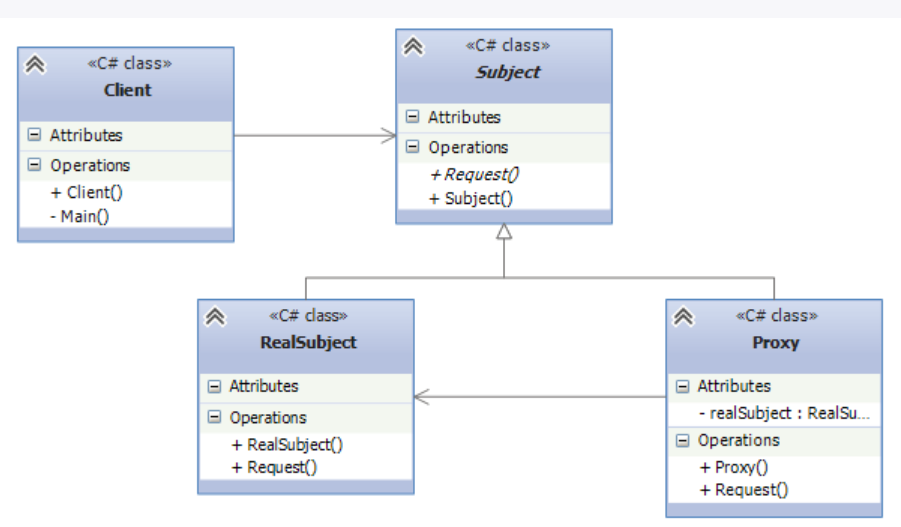 «C# class»
Client
Attributes
Operations
+ Client()
- Main()
«C# class»
Subject
Attributes
Operations
+ Request()
+ Subject()
«C# class»
RealSubject
Attributes
Operations
+ RealSubject()
+ Request()
«C# class»
Proxy
Attributes
- realSubject : RealSu...
Operations
+ Proxy()
+ Request()